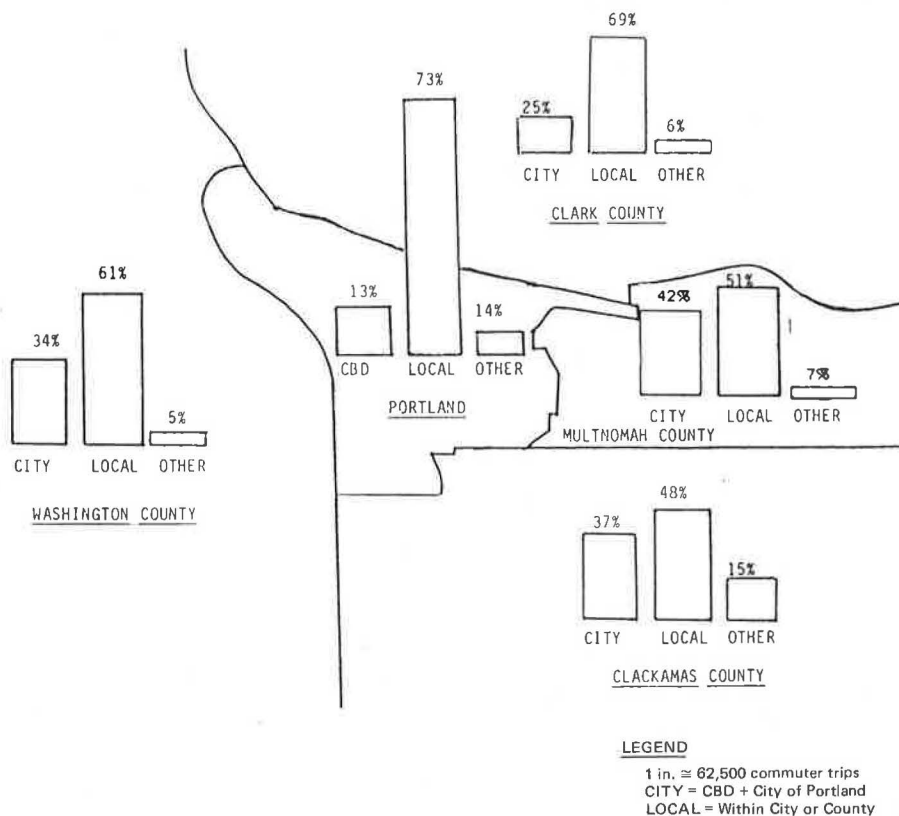 69%
25%
6%
CITY LOCAL OTHER
CLARK COUNTY
73%
13%
14%
CBD LOCAL OTHER
PORTLAND
61%
34%
5%
CITY LOCAL OTHER
WASHINGTON COUNTY
51%
42%
7%
CITY LOCAL OTHER
MULTNOMAH COUNTY
48%
37%
15%
CITY LOCAL OTHER
CLACKAMAS COUNTY
LEGEND
1 in. ≅ 62,500 commuter trips
CITY = CBD + City of Portland
LOCAL = Within City or County